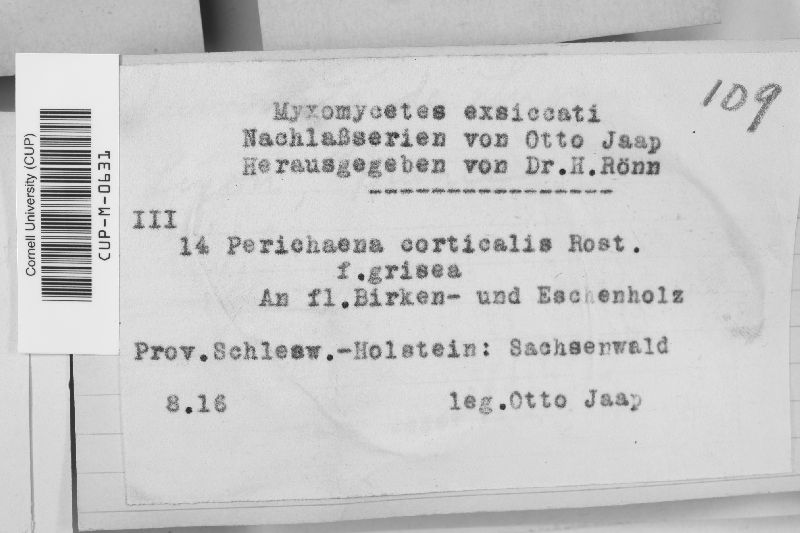 109
Myxomycetes exsiccati
Nachlaßserien von Otto Jaap
Herausgegeben von Dr.H.Rönn
----------------
III
14 Perichaena corticalis Rost.
f.grisea
An fl.Birken- und Eschenholz
Prov.Schlesw.-Holstein: Sachsenwald
8.16 leg.Otto Jaap
Cornell University (CUP)
CUP-M-0631